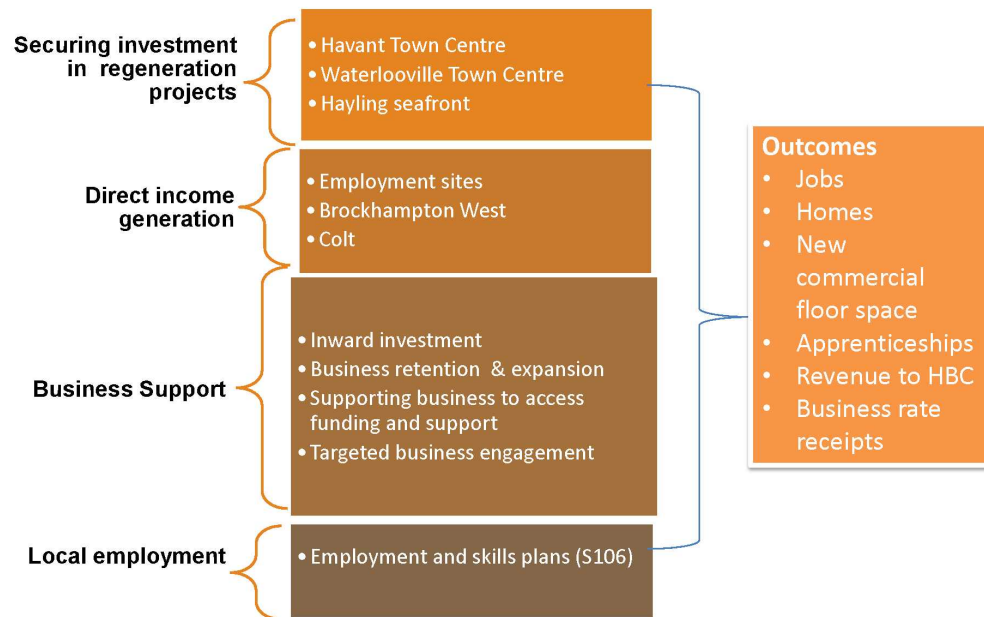 Securing investment
in regeneration
projects
• Havant Town Centre
• Waterlooville Town Centre
• Hayling seafront
Direct income
generation
• Employment sites
• Brockhampton West
• Colt
Business Support
• Inward investment
• Business retention & expansion
• Supporting business to access
funding and support
• Targeted business engagement
Local employment
• Employment and skills plans (S106)
Outcomes
• Jobs
• Homes
• New
commercial
floor space
• Apprenticeships
• Revenue to HBC
• Business rate
receipts